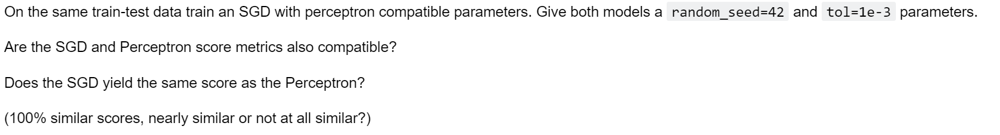 On the same train-test data train an SGD with perceptron compatible parameters. Give both models a random_seed=42 and tol=1e-3 parameters.
Are the SGD and Perceptron score metrics also compatible?
Does the SGD yield the same score as the Perceptron?
(100% similar scores, nearly similar or not at all similar?)